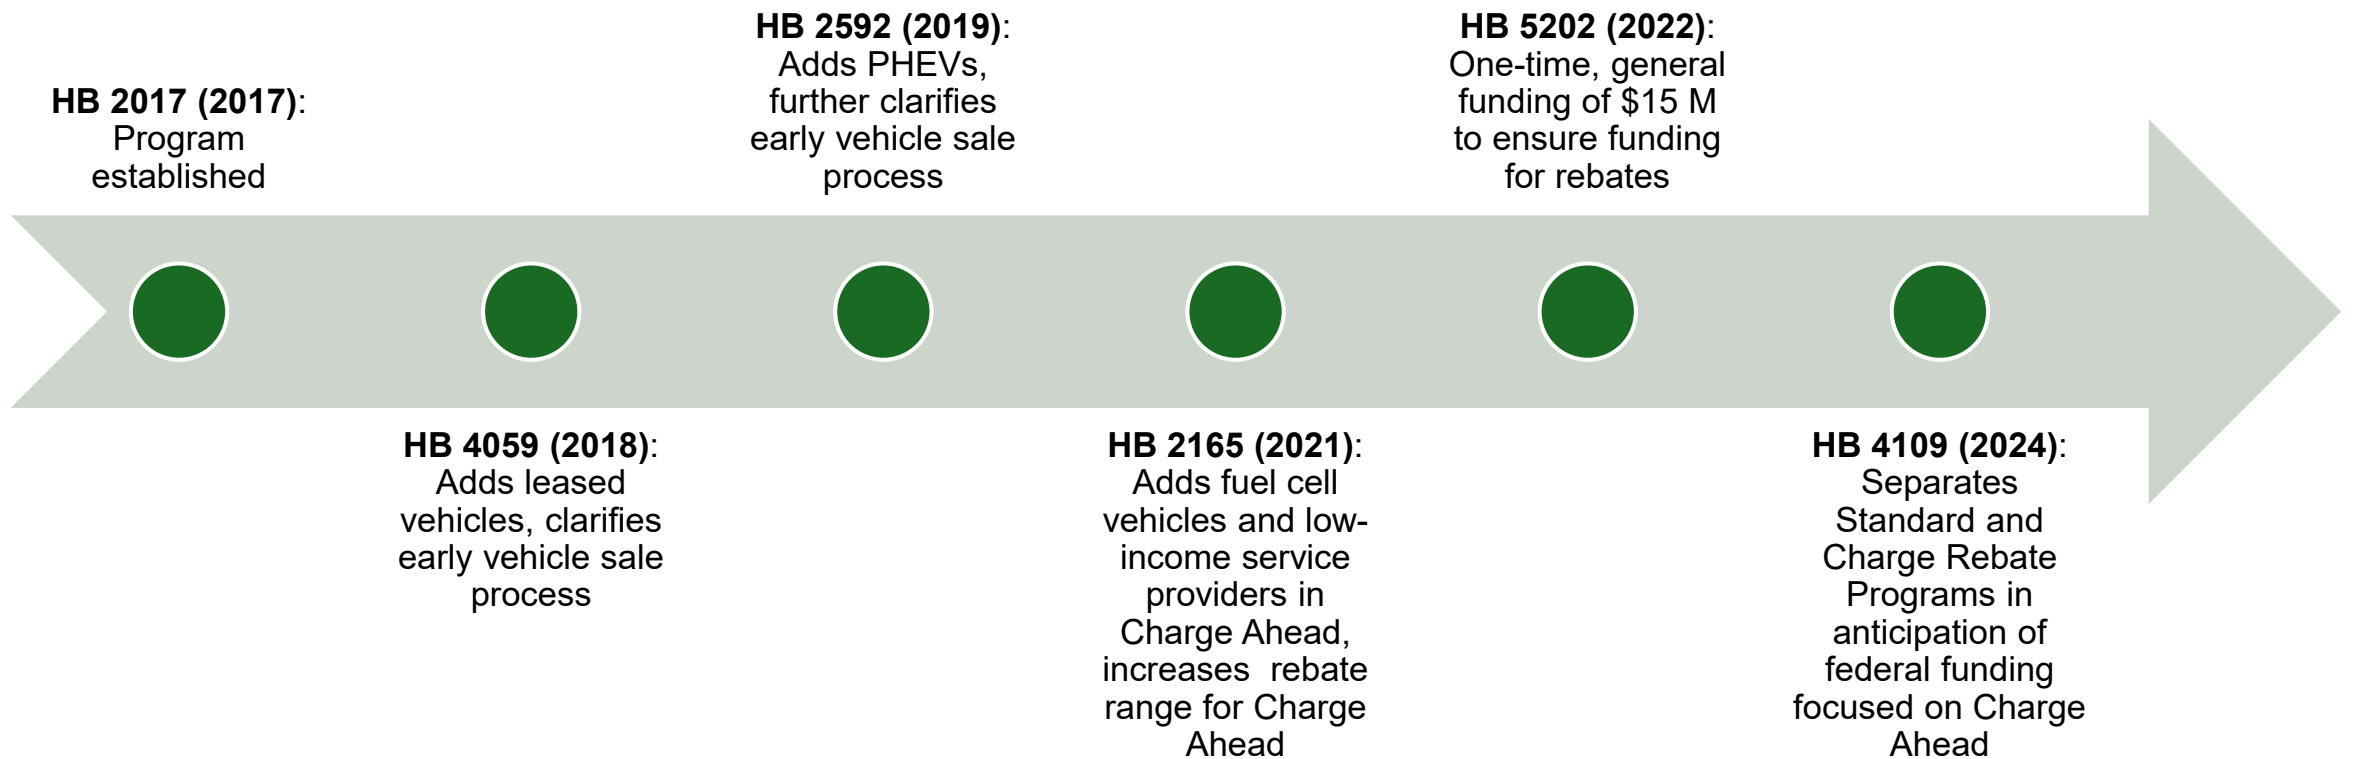 HB 2017 (2017):
Program
established
HB 4059 (2018):
Adds leased
vehicles, clarifies
early vehicle sale
process
HB 2592 (2019):
Adds PHEVs,
further clarifies
early vehicle sale
process
HB 2165 (2021):
Adds fuel cell
vehicles and low-
income service
providers in
Charge Ahead,
increases  rebate
range for Charge
Ahead
HB 5202 (2022):
One-time, general
funding of $15 M
to ensure funding
for rebates
HB 4109 (2024):
Separates
Standard and
Charge Rebate
Programs in
anticipation of
federal funding
focused on Charge
Ahead